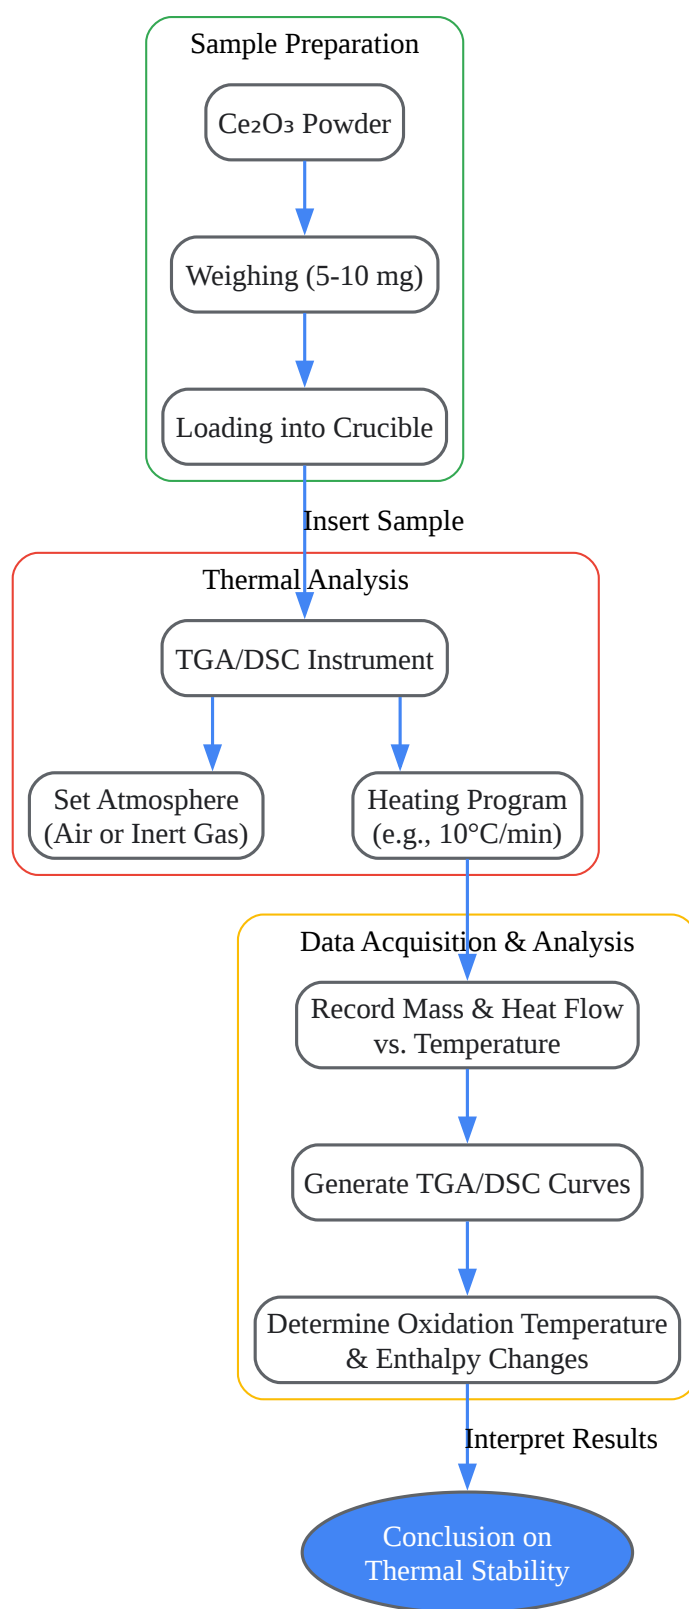 Sample Preparation
Ce₂O₃ Powder
Weighing (5-10 mg)
Loading into Crucible
Insert Sample
Thermal Analysis
TGA/DSC Instrument
Set Atmosphere
(Air or Inert Gas)
Heating Program
(e.g., 10°C/min)
Data Acquisition & Analysis
Record Mass & Heat Flow
vs. Temperature
Generate TGA/DSC Curves
Determine Oxidation Temperature
& Enthalpy Changes
Interpret Results
Conclusion on
Thermal Stability